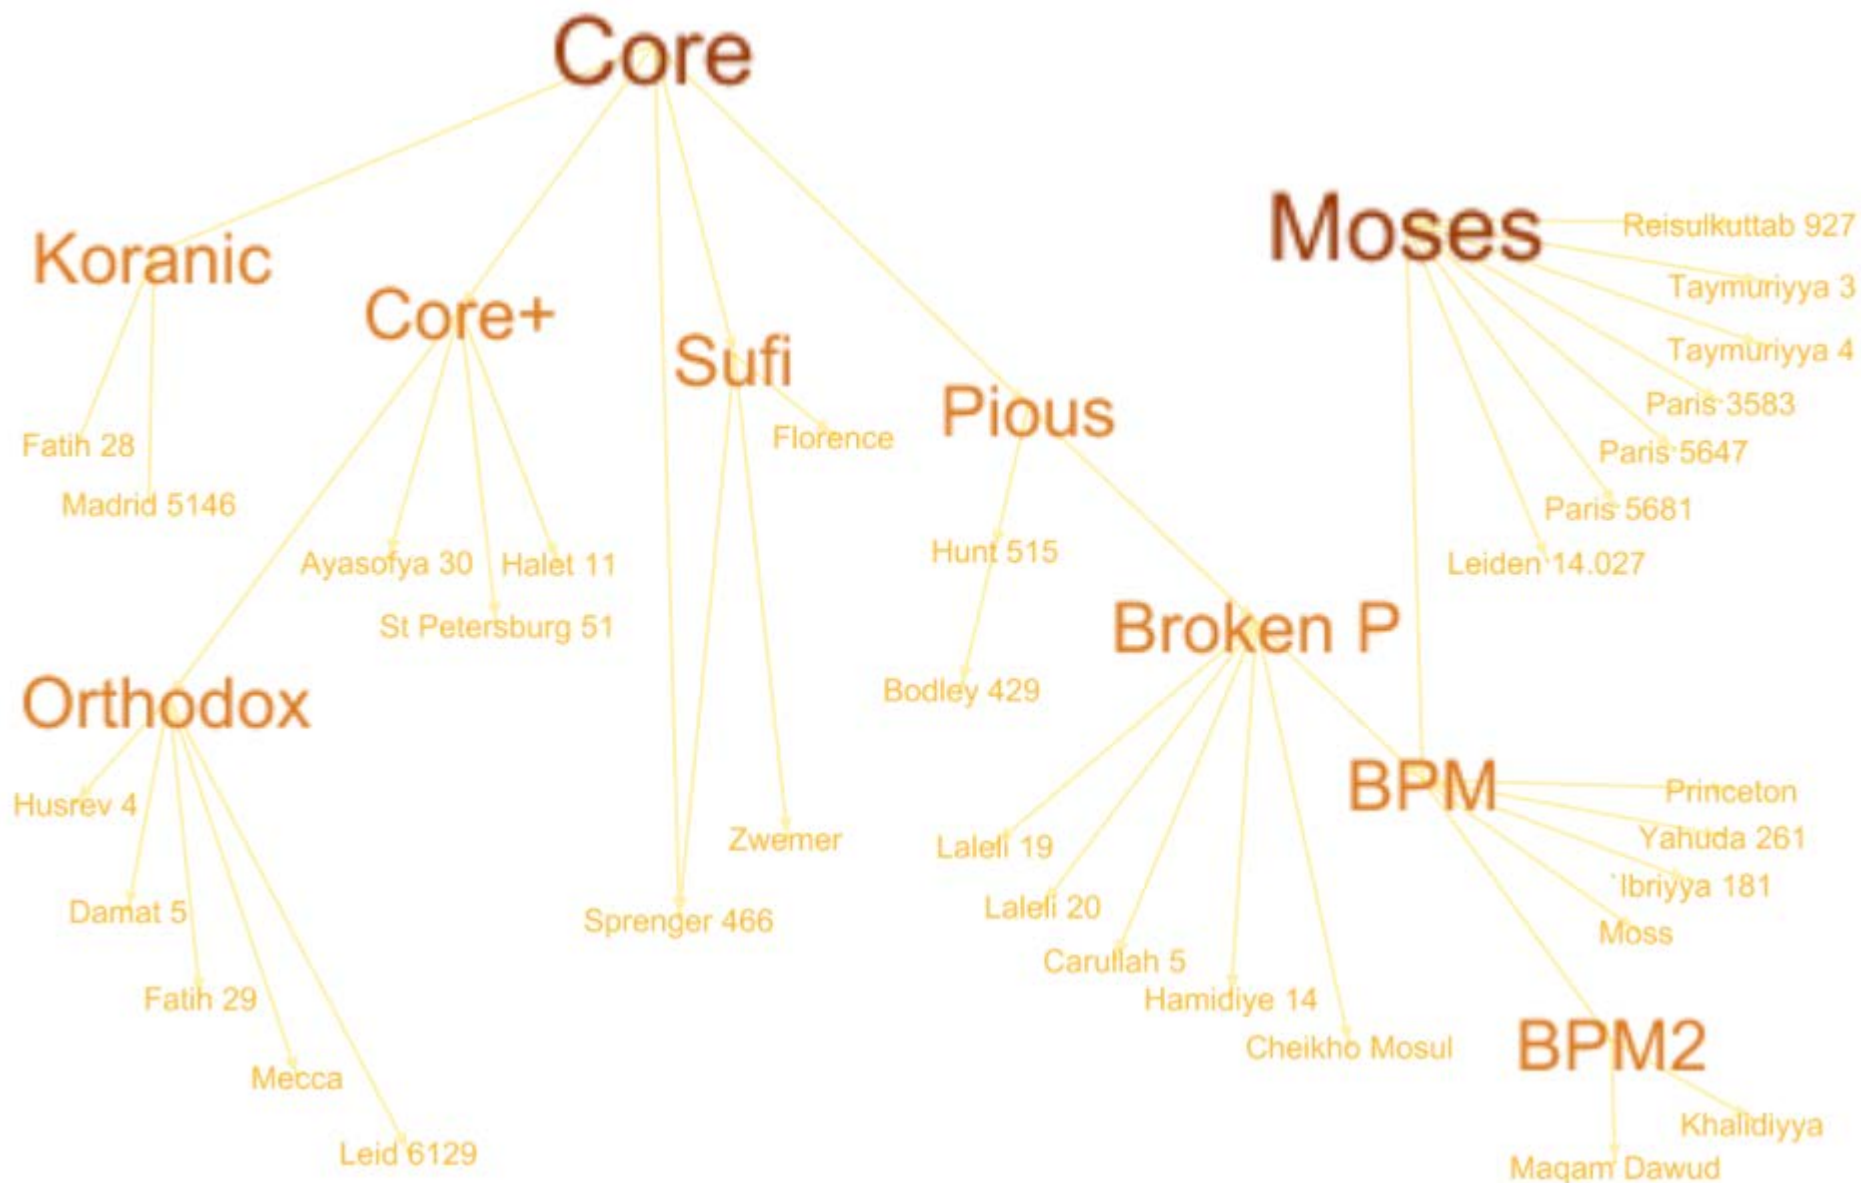 Core
Moses
Reisulkuttab 927
Koranic
Taymuriyya 3
Core+
Taymuriyya 4
Sufi
Paris 3583
Pious
Florence
Fatih 28
Paris 5647
Madrid 5146
Paris 5681
Hunt 515
Ayasofya 30
Halet 11
Leiden 14.027
St Petersburg 51
Broken P
Bodley 429
Orthodox
BPM
Princeton
Husrev 4
Yahuda 261
Zwemer
Laleli 19
`Ibriyya 181
Laleli 20
Damat 5
Sprenger 466
Moss
Carullah 5
Fatih 29
Hamidiye 14
Cheikho Mosul
BPM2
Mecca
Khalidiyya
Leid 6129
Maqam Dawud